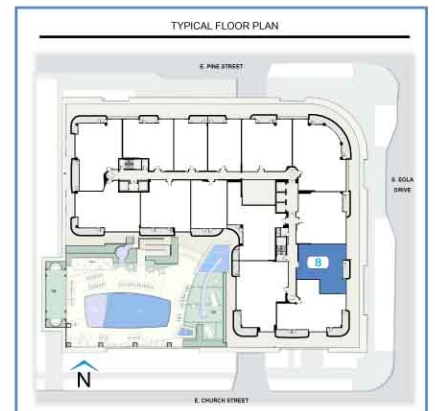 TYPICAL FLOOR PLAN
E. PINE STREET
S. EOLA
DRIVE
8
N
E. CHURCH STREET